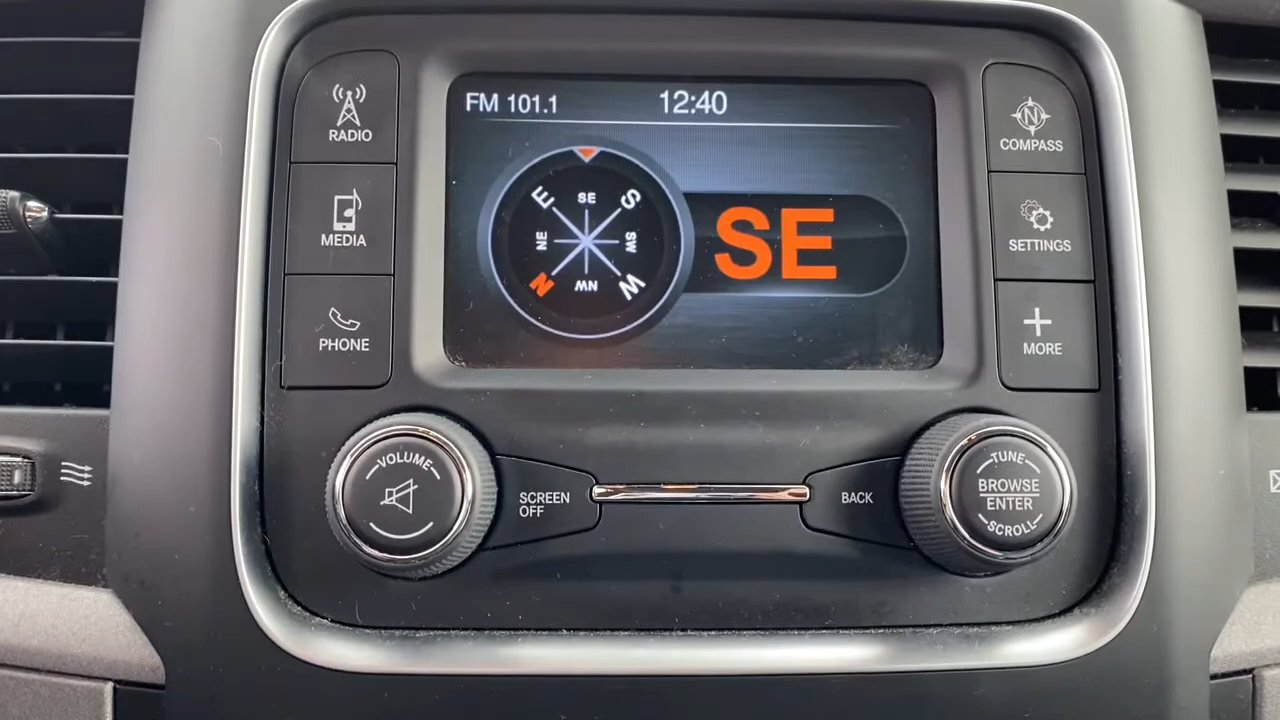 FM 101.1
12:40
RADIO
MEDIA
PHONE
E
SE
S
NE
SW
N
NW
W
SE
N
COMPASS
SETTINGS
MORE
VOLUME
SCREEN
OFF
BACK
TUNE
BROWSE
ENTER
SCROLL